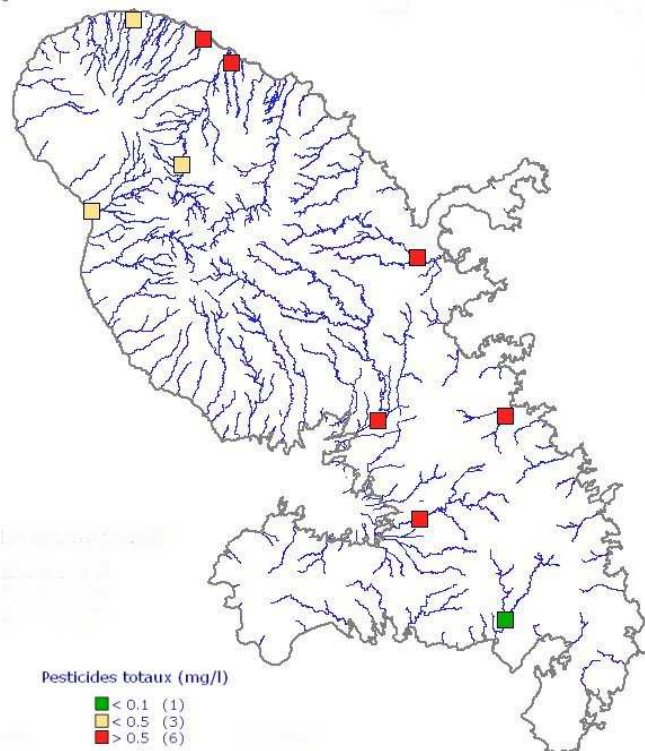 Pesticides totaux (mg/l)
< 0.1 (1)
< 0.5 (3)
> 0.5 (6)